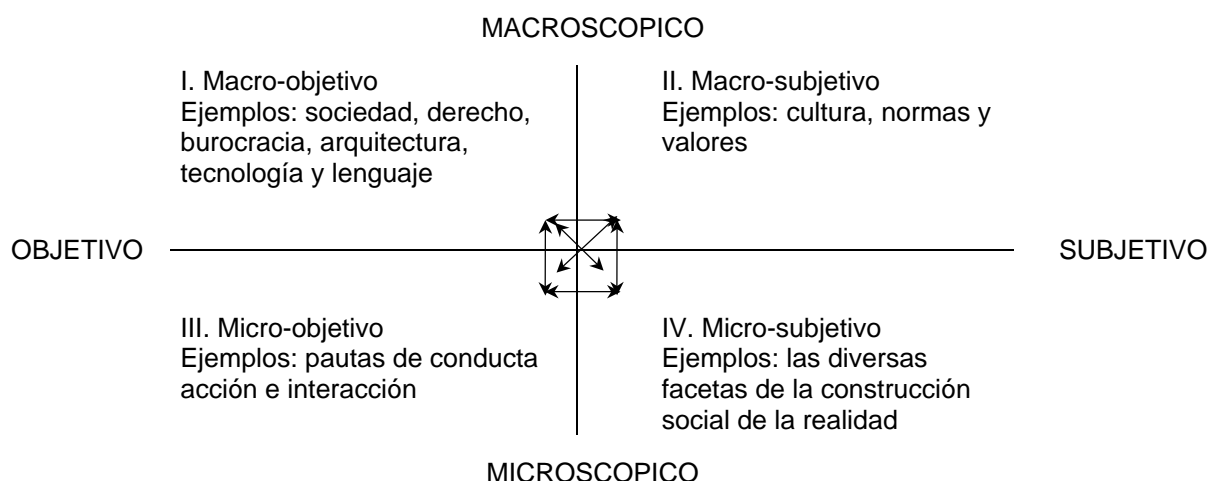 MACROSCOPICO
I. Macro-objetivo
Ejemplos: sociedad, derecho,
burocracia, arquitectura,
tecnología y lenguaje
II. Macro-subjetivo
Ejemplos: cultura, normas y
valores
OBJETIVO
SUBJETIVO
III. Micro-objetivo
Ejemplos: pautas de conducta
acción e interacción
IV. Micro-subjetivo
Ejemplos: las diversas
facetas de la construcción
social de la realidad
MICROSCOPICO